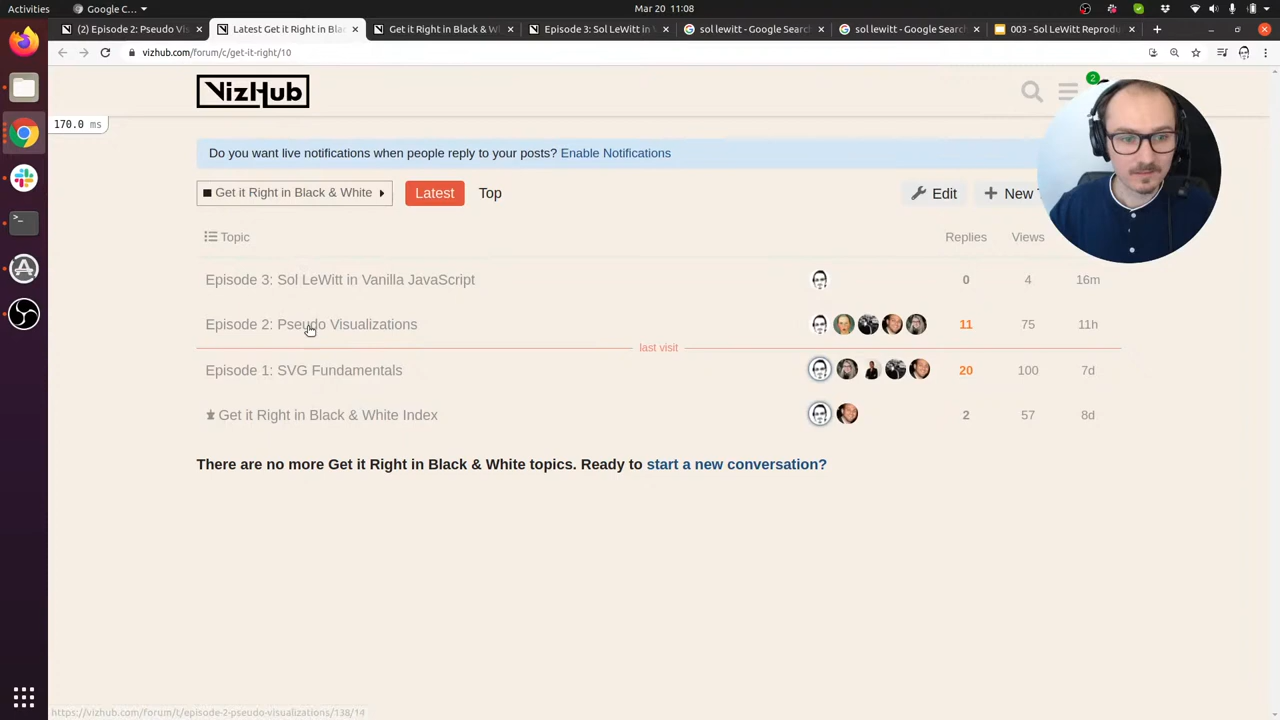 Activities
Google C...
Mar 20 11:08
(2) Episode 2: Pseudo Vis
Latest Get it Right in Blac
Get it Right in Black & W
Episode 3: Sol LeWitt in V
sol lewitt - Google Searc
sol lewitt - Google Searc
003 - Sol LeWitt Reprodu
vizhub.com/forum/c/get-it-right/10
VizHub
2
170.0 ms
Do you want live notifications when people reply to your posts? Enable Notifications
Get it Right in Black & White
Latest
Top
Edit
New
Topic
Replies
Views
Episode 3: Sol LeWitt in Vanilla JavaScript
0
4
16m
Episode 2: Pseudo Visualizations
11
75
11h
last visit
Episode 1: SVG Fundamentals
20
100
7d
Get it Right in Black & White Index
2
57
8d
There are no more Get it Right in Black & White topics. Ready to start a new conversation?
https://vizhub.com/forum/t/episode-2-pseudo-visualizations/138/14